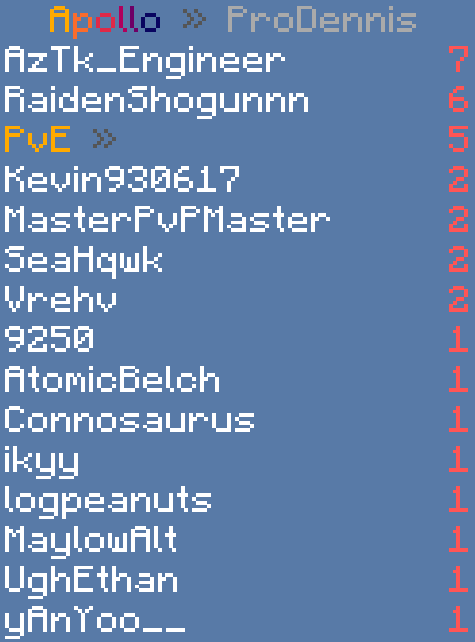 Apollo » ProDennis
AzTk_Engineer 7
RaidenShogunnn 6
PvE » 5
Kevin930617 2
MasterPvPMaster 2
SeaHqwk 2
Vrehv 2
9250 1
AtomicBelch 1
Connosaurus 1
ikyy 1
logpeanuts 1
MaylowAlt 1
UghEthan 1
yAnYoo__ 1